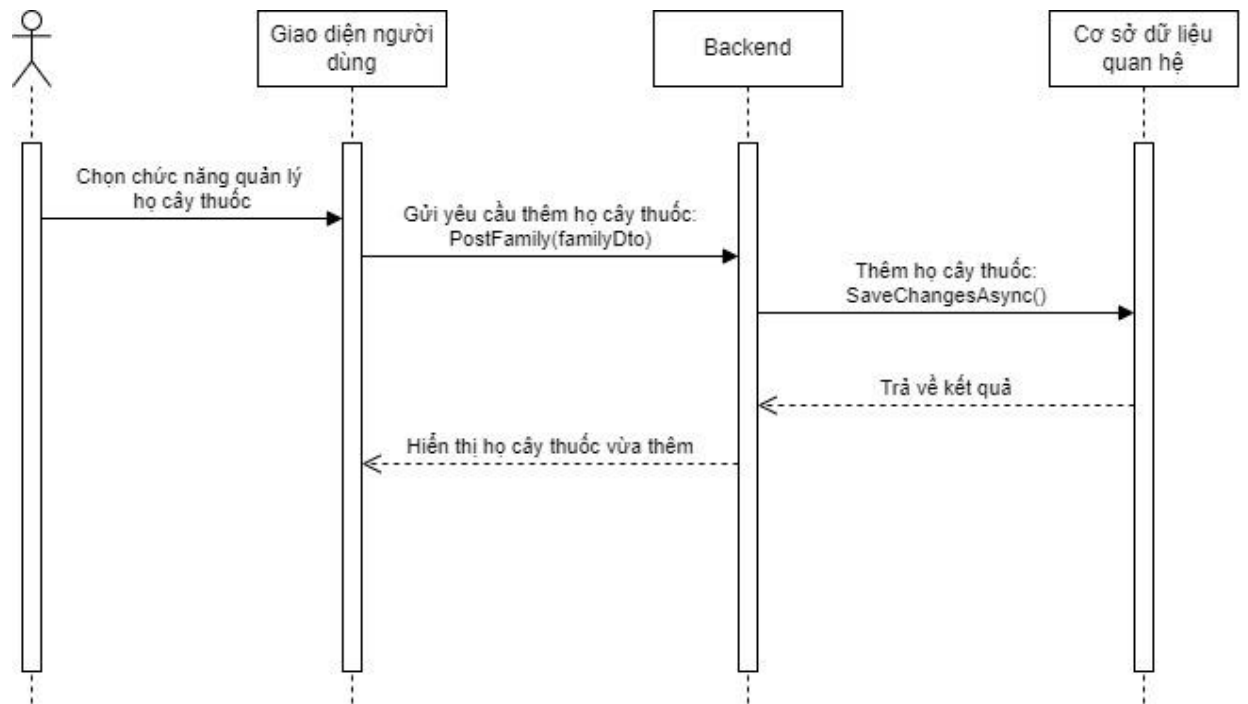 Giao diện người
dùng
Backend
Cơ sở dữ liệu
quan hệ
Chọn chức năng quản lý
họ cây thuốc
Gửi yêu cầu thêm họ cây thuốc:
PostFamily(familyDto)
Thêm họ cây thuốc:
SaveChangesAsync()
Trả về kết quả
Hiển thị họ cây thuốc vừa thêm